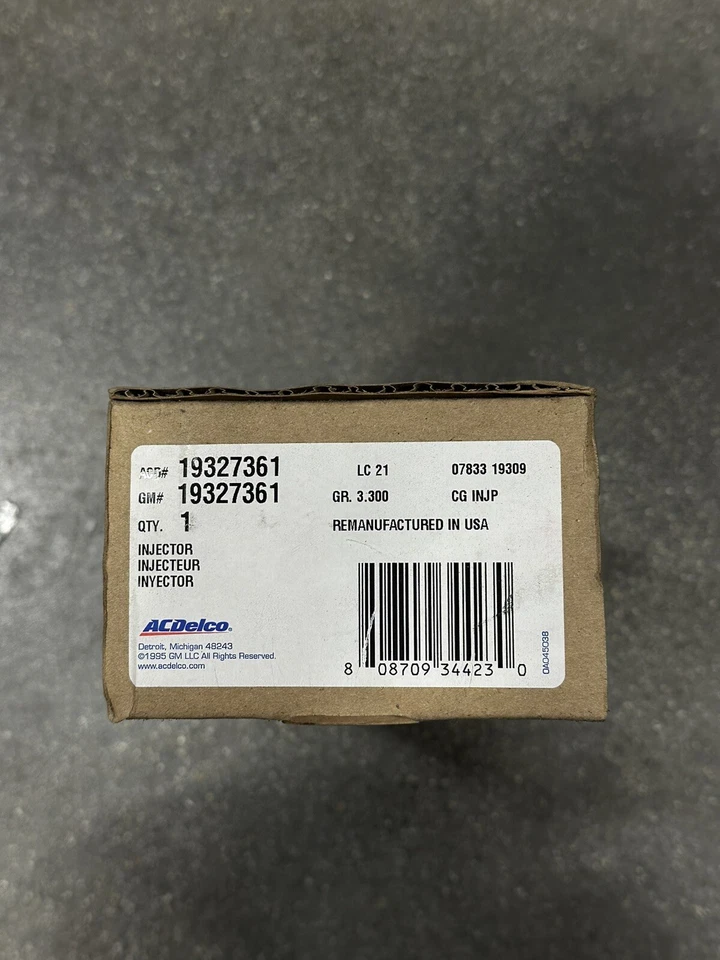 ACD# 19327361 LC 21 07833 19309
GM# 19327361 GR. 3.300 CG INJP
QTY. 1 REMANUFACTURED IN USA
INJECTOR
INJECTEUR
INYECTOR
ACDelco
Detroit, Michigan 48243
©1995 GM LLC All Rights Reserved.
www.acdelco.com
8 08709 34423 0
0A045038